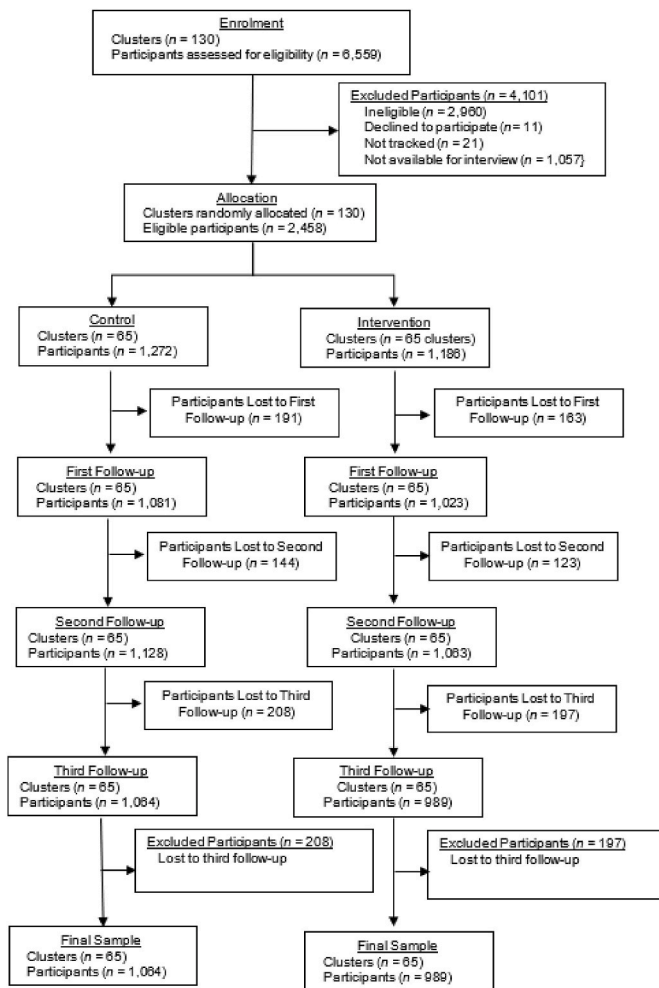 Enrolment
Clusters (n = 130)
Participants assessed for eligibility (n = 6,559)
Excluded Participants (n = 4,101)
Ineligible (n = 2,960)
Declined to participate (n = 11)
Not tracked (n = 21)
Not available for interview (n = 1,057}
Allocation
Clusters randomly allocated (n = 130)
Eligible participants (n = 2,458)
Control
Clusters (n = 65)
Participants (n = 1,272)
Intervention
Clusters (n = 65 clusters)
Participants (n = 1,186)
Participants Lost to First
Follow-up (n = 191)
Participants Lost to First
Follow-up (n = 163)
First Follow-up
Clusters (n = 65)
Participants (n = 1,081)
First Follow-up
Clusters (n = 65)
Participants (n = 1,023)
Participants Lost to Second
Follow-up (n = 144)
Participants Lost to Second
Follow-up (n = 123)
Second Follow-up
Clusters (n = 65)
Participants (n = 1,128)
Second Follow-up
Clusters (n = 65)
Participants (n = 1,063)
Participants Lost to Third
Follow-up (n = 208)
Participants Lost to Third
Follow-up (n = 197)
Third Follow-up
Clusters (n = 65)
Participants (n = 1,064)
Third Follow-up
Clusters (n = 65)
Participants (n = 989)
Excluded Participants (n = 208)
Lost to third follow-up
Excluded Participants (n = 197)
Lost to third follow-up
Final Sample
Clusters (n = 65)
Participants (n = 1,064)
Final Sample
Clusters (n = 65)
Participants (n = 989)